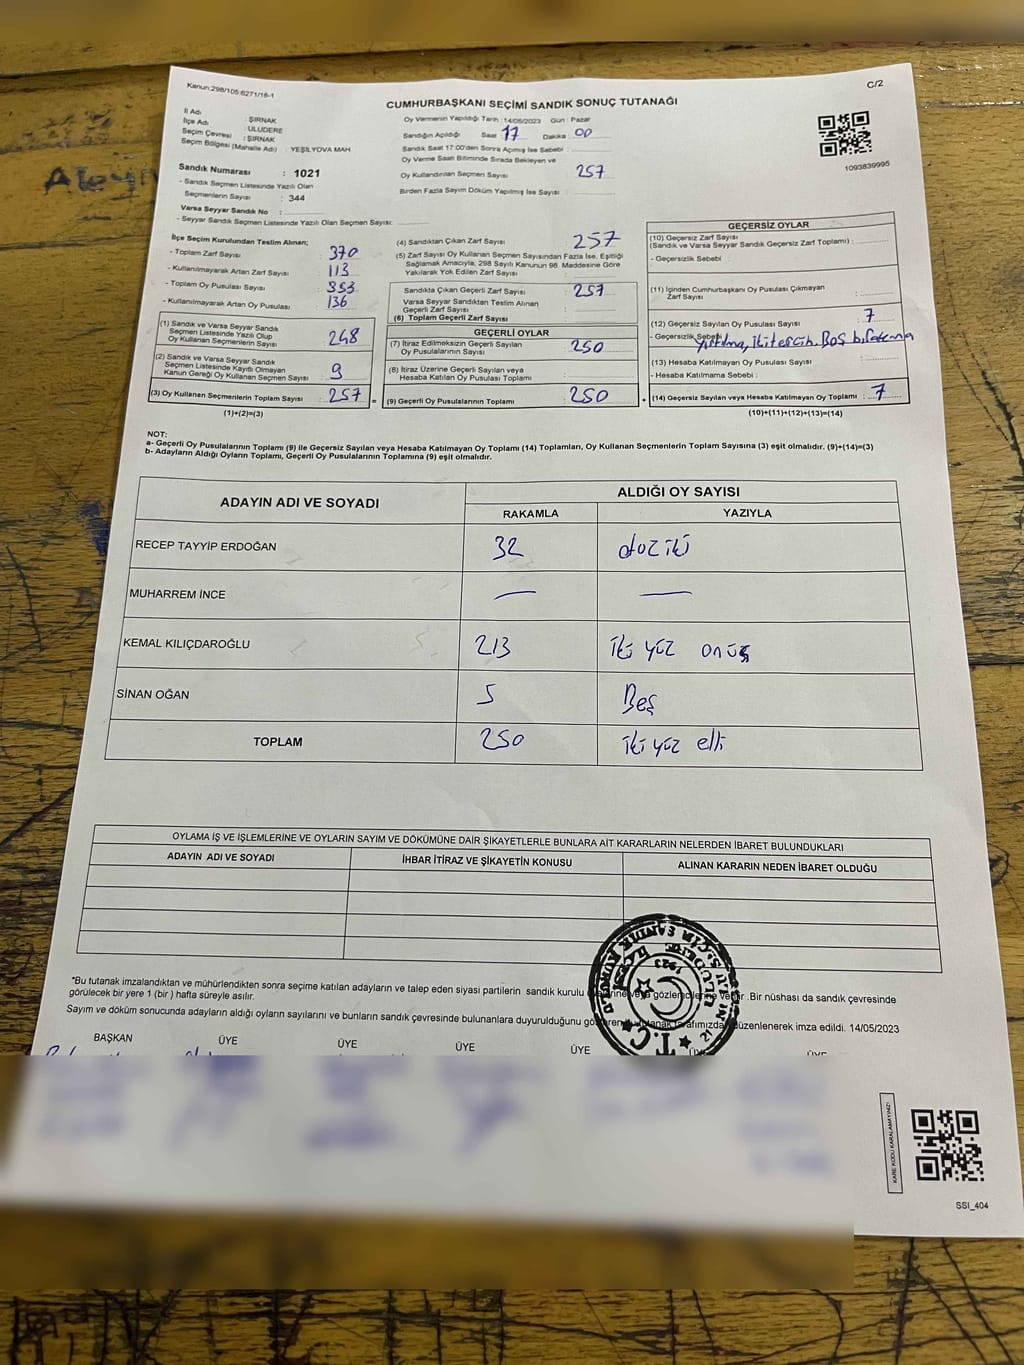 Kanun:298/105;6271/18-1
C/2
CUMHURBAŞKANI SEÇİMİ SANDIK SONUÇ TUTANAĞI
İl Adı : ŞIRNAK
İlçe Adı : ULUDERE
Seçim Çevresi : ŞIRNAK
Seçim Bölgesi (Mahalle Adı) : YEŞİLYOVA MAH
Sandık Numarası : 1021
- Sandık Seçmen Listesinde Yazılı Olan
Seçmenlerin Sayısı : 344
Varsa Seyyar Sandık No :
- Seyyar Sandık Seçmen Listesinde Yazılı Olan Seçmen Sayısı:
Oy Vermenin Yapıldığı Tarih : 14/05/2023 Gün : Pazar
Sandığın Açıldığı Saat 17 Dakika 00
Sandık Saat 17.00'den Sonra Açılmış İse Sebebi :
Oy Verme Saati Bitiminde Sırada Bekleyen ve
Oy Kullandırılan Seçmen Sayısı : 257
Birden Fazla Sayım Döküm Yapılmış İse Sayısı :
1093839995
İlçe Seçim Kurulundan Teslim Alınan;
- Toplam Zarf Sayısı : 370
- Kullanılmayarak Artan Zarf Sayısı : 113
- Toplam Oy Pusulası : 353
- Kullanılmayarak Artan Oy Pusulası : 136
(1) Sandık ve Varsa Seyyar Sandık
Seçmen Listesinde Yazılı Olup
Oy Kullanan Seçmenlerin Sayısı : 248
(2) Sandık ve Varsa Seyyar Sandık
Seçmen Listesinde Kayıtlı Olmayan
Kanun Gereği Oy Kullanan Seçmen Sayısı : 9
(3) Oy Kullanan Seçmenlerin Toplam Sayısı : 257 =
(1)+(2)=(3)
(4) Sandıktan Çıkan Zarf Sayısı : 257
(5) Zarf Sayısı Oy Kullanan Seçmen Sayısından Fazla İse, Eşitliği
Sağlamak Amacıyla, 298 Sayılı Kanunun 98. Maddesine Göre
Yakılarak Yok Edilen Zarf Sayısı :
Sandıkta Çıkan Geçerli Zarf Sayısı : 257
Varsa Seyyar Sandıktan Teslim Alınan
Geçerli Zarf Sayısı :
(6) Toplam Geçerli Zarf Sayısı :
GEÇERLİ OYLAR
(7) İtiraz Edilmeksizin Geçerli Sayılan
Oy Pusulalarının Sayısı : 250
(8) İtiraz Üzerine Geçerli Sayılan veya
Hesaba Katılan Oy Pusulası Toplamı :
(9) Geçerli Oy Pusulalarının Toplamı : 250 +
GEÇERSİZ OYLAR
(10) Geçersiz Zarf Sayısı
(Sandık ve Varsa Seyyar Sandık Geçersiz Zarf Toplamı) :
- Geçersizlik Sebebi :
(11) İçinden Cumhurbaşkanı Oy Pusulası Çıkmayan
Zarf Sayısı :
(12) Geçersiz Sayılan Oy Pusulası Sayısı : 7
- Geçersizlik Sebebi : Yırtılma, İki tercih. Boş bırakma
(13) Hesaba Katılmayan Oy Pusulası Sayısı :
- Hesaba Katılmama Sebebi :
(14) Geçersiz Sayılan veya Hesaba Katılmayan Oy Toplamı : 7
(10)+(11)+(12)+(13)=(14)
NOT:
a- Geçerli Oy Pusulalarının Toplamı (9) ile Geçersiz Sayılan veya Hesaba Katılmayan Oy Toplamı (14) Toplamları, Oy Kullanan Seçmenlerin Toplam Sayısına (3) eşit olmalıdır. (9)+(14)=(3)
b- Adayların Aldığı Oyların Toplamı, Geçerli Oy Pusulalarının Toplamına (9) eşit olmalıdır.
ADAYIN ADI VE SOYADI ALDIĞI OY SAYISI
RAKAMLA YAZIYLA
RECEP TAYYİP ERDOĞAN 32 otuz iki
MUHARREM İNCE — —
KEMAL KILIÇDAROĞLU 213 iki yüz onüç
SİNAN OĞAN 5 Beş
TOPLAM 250 iki yüz elli
OYLAMA İŞ VE İŞLEMLERİNE VE OYLARIN SAYIM VE DÖKÜMÜNE DAİR ŞİKAYETLERLE BUNLARA AİT KARARLARIN NELERDEN İBARET BULUNDUKLARI
ADAYIN ADI VE SOYADI İHBAR İTİRAZ VE ŞİKAYETİN KONUSU ALINAN KARARIN NEDEN İBARET OLDUĞU
*Bu tutanak imzalandıktan ve mühürlendikten sonra seçime katılan adayların ve talep eden siyasi partilerin sandık kurulu veya gözlemcilerine verilir .Bir nüshası da sandık çevresinde
görülecek bir yere 1 (bir ) hafta süreyle asılır.
Sayım ve döküm sonucunda adayların aldığı oyların sayılarını ve bunların sandık çevresinde bulunanlara duyurulduğunu gösteren bu tutanak tarafımızdan düzenlenerek imza edildi. 14/05/2023
BAŞKAN ÜYE ÜYE ÜYE ÜYE ÜYE ÜYE
T.C.
1923
KARE KODU KARALAMAYINIZ!
SSI_404